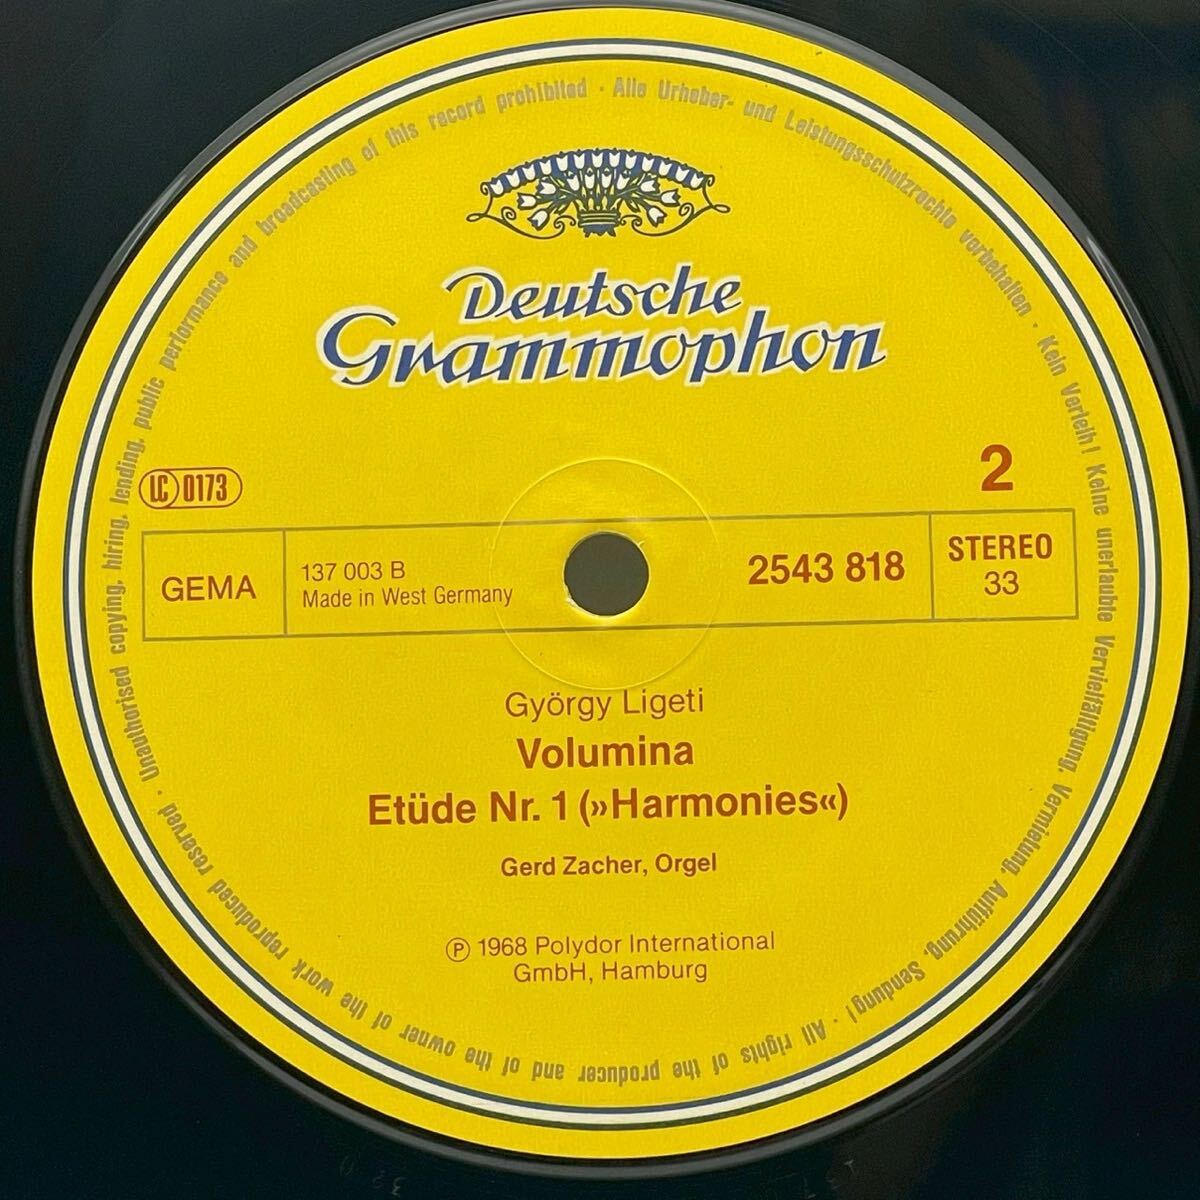 Deutsche
Grammophon
LC 0173
2
GEMA
137 003 B
Made in West Germany
2543 818
STEREO
33
György Ligeti
Volumina
Etüde Nr. 1 (»Harmonies«)
Gerd Zacher, Orgel
℗ 1968 Polydor International
GmbH, Hamburg
Alle Urheber- und Leistungsschutzrechte vorbehalten · Kein Verleih! Keine unerlaubte Vervielfältigung, Vermietung, Aufführung, Sendung! · All rights of the producer and of the owner of the work reproduced reserved · Unauthorised copying, hiring, lending, public performance and broadcasting of this record prohibited ·